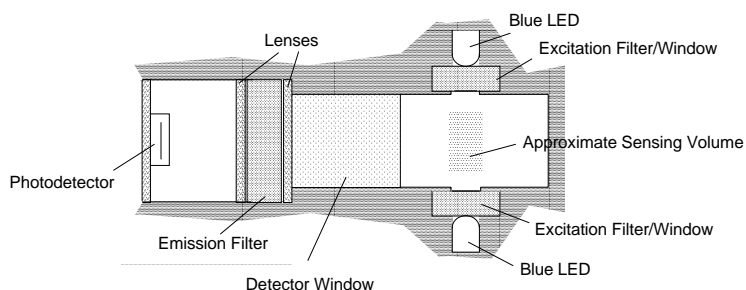 Blue LED
Lenses
Excitation Filter/Window
Approximate Sensing Volume
Photodetector
Emission Filter
Excitation Filter/Window
Blue LED
Detector Window